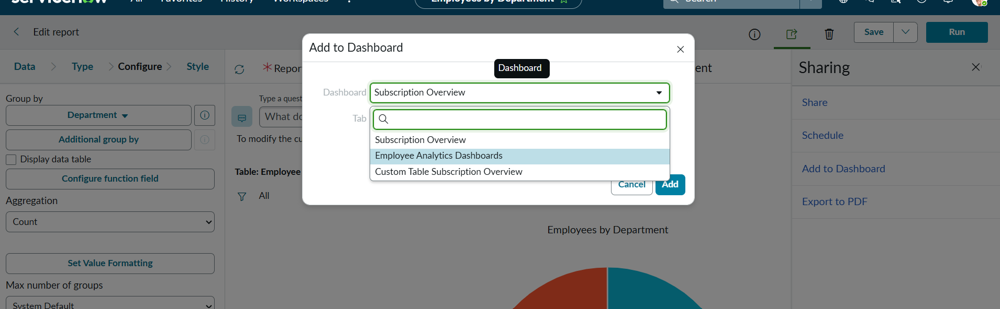 servicenow All Favorites History Workspaces Employees by Department Search
Edit report
Save
Run
Add to Dashboard
Data Type Configure Style
Repor
ent
Dashboard
Sharing
Dashboard Subscription Overview
Tab
Subscription Overview
Employee Analytics Dashboards
Custom Table Subscription Overview
Cancel Add
Group by
Department
Additional group by
Display data table
Configure function field
Aggregation
Count
Set Value Formatting
Max number of groups
System Default
Type a quest
What do
To modify the cu
Table: Employee
All
Employees by Department
Share
Schedule
Add to Dashboard
Export to PDF